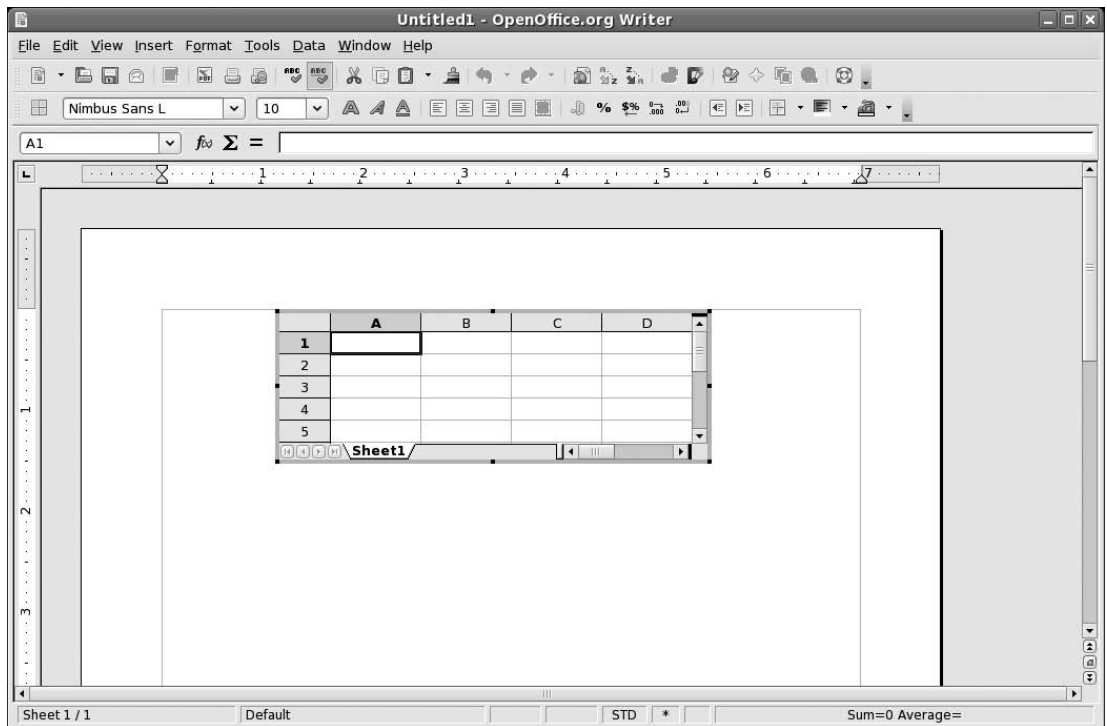 Untitled1 - OpenOffice.org Writer
File Edit View Insert Format Tools Data Window Help
Nimbus Sans L 10
A1
1 2 3 4 5 6 7
A B C D
1
2
3
4
5
Sheet1
1
2
3
Sheet 1 / 1 Default STD * Sum=0 Average=